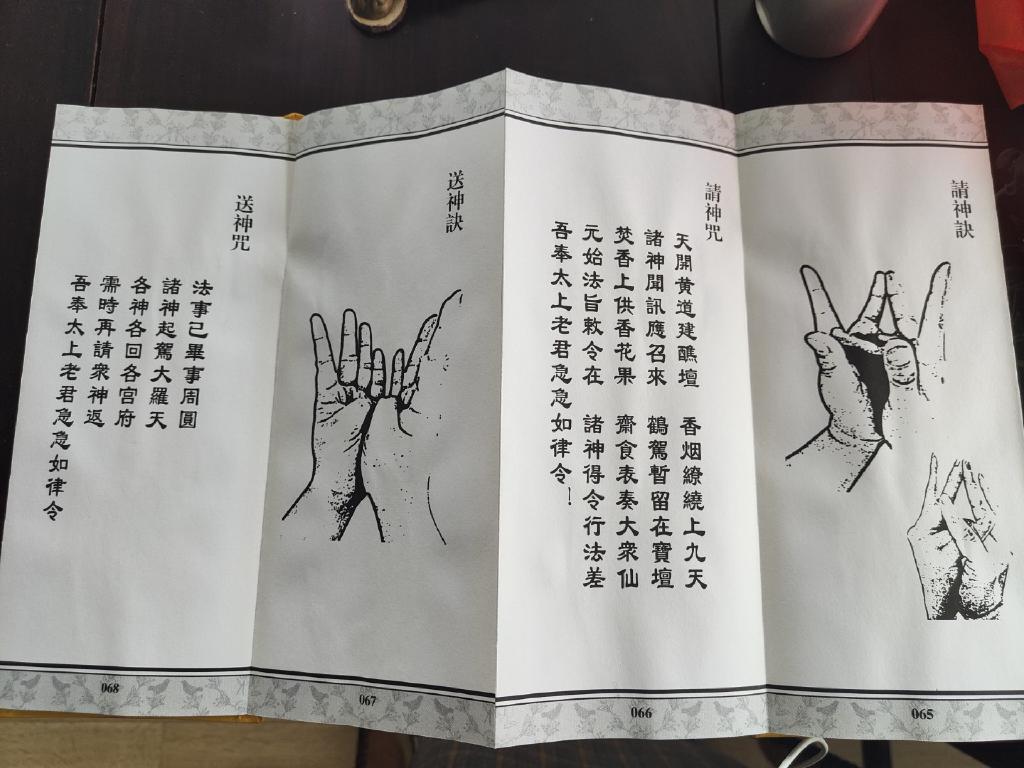 請神訣
065
請神咒
天開黄道建醮壇 香烟繚繞上九天
諸神聞訊應召來 鶴駕暫留在寶壇
焚香上供香花果 齋食表奏大衆仙
元始法旨敕令在 諸神得令行法差
吾奉太上老君急急如律令！
066
送神訣
067
送神咒
法事已畢事周圓
諸神起駕大羅天
各神各回各宫府
需時再請衆神返
吾奉太上老君急急如律令
068